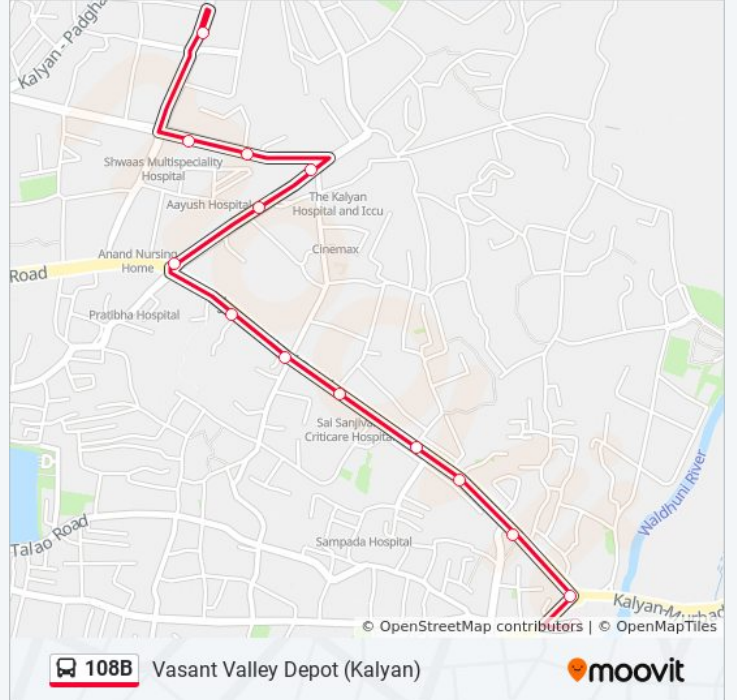 Kalyan - Padgha
Shwaas Multispeciality
Hospital
Aayush Hospital
The Kalyan
Hospital and Iccu
Anand Nursing
Home
Cinemax
Road
Pratibha Hospital
Sai Sanjiva
Criticare Hospita
D
Talao Road
Sampada Hospital
Waldhuni River
Kalyan-Murbad
© OpenStreetMap contributors | © OpenMapTiles
108B Vasant Valley Depot (Kalyan)
moovit